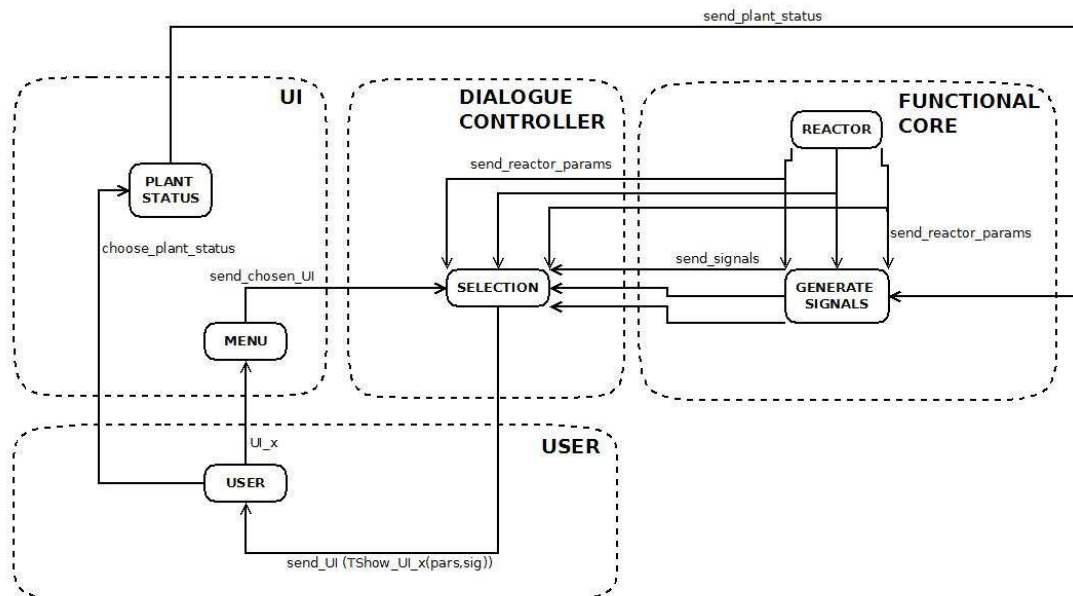 send_plant_status
UI
DIALOGUE
CONTROLLER
FUNCTIONAL
CORE
REACTOR
send_reactor_params
PLANT
STATUS
send_reactor_params
choose_plant_status
send_signals
send_chosen_UI
SELECTION
GENERATE
SIGNALS
MENU
UI_x
USER
USER
send_UI (TShow_UI_x(pars,sig))